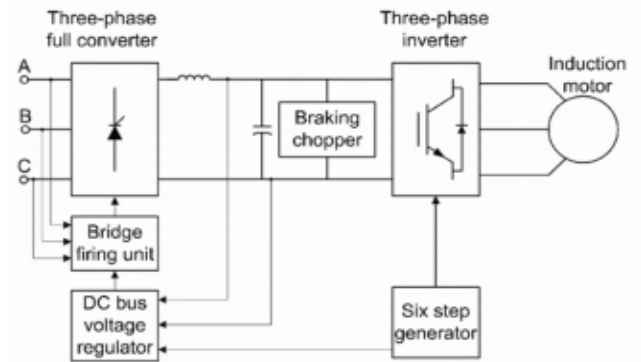 Three-phase
full converter
Three-phase
inverter
Induction
motor
A
B
C
Braking
chopper
Bridge
firing unit
DC bus
voltage
regulator
Six step
generator